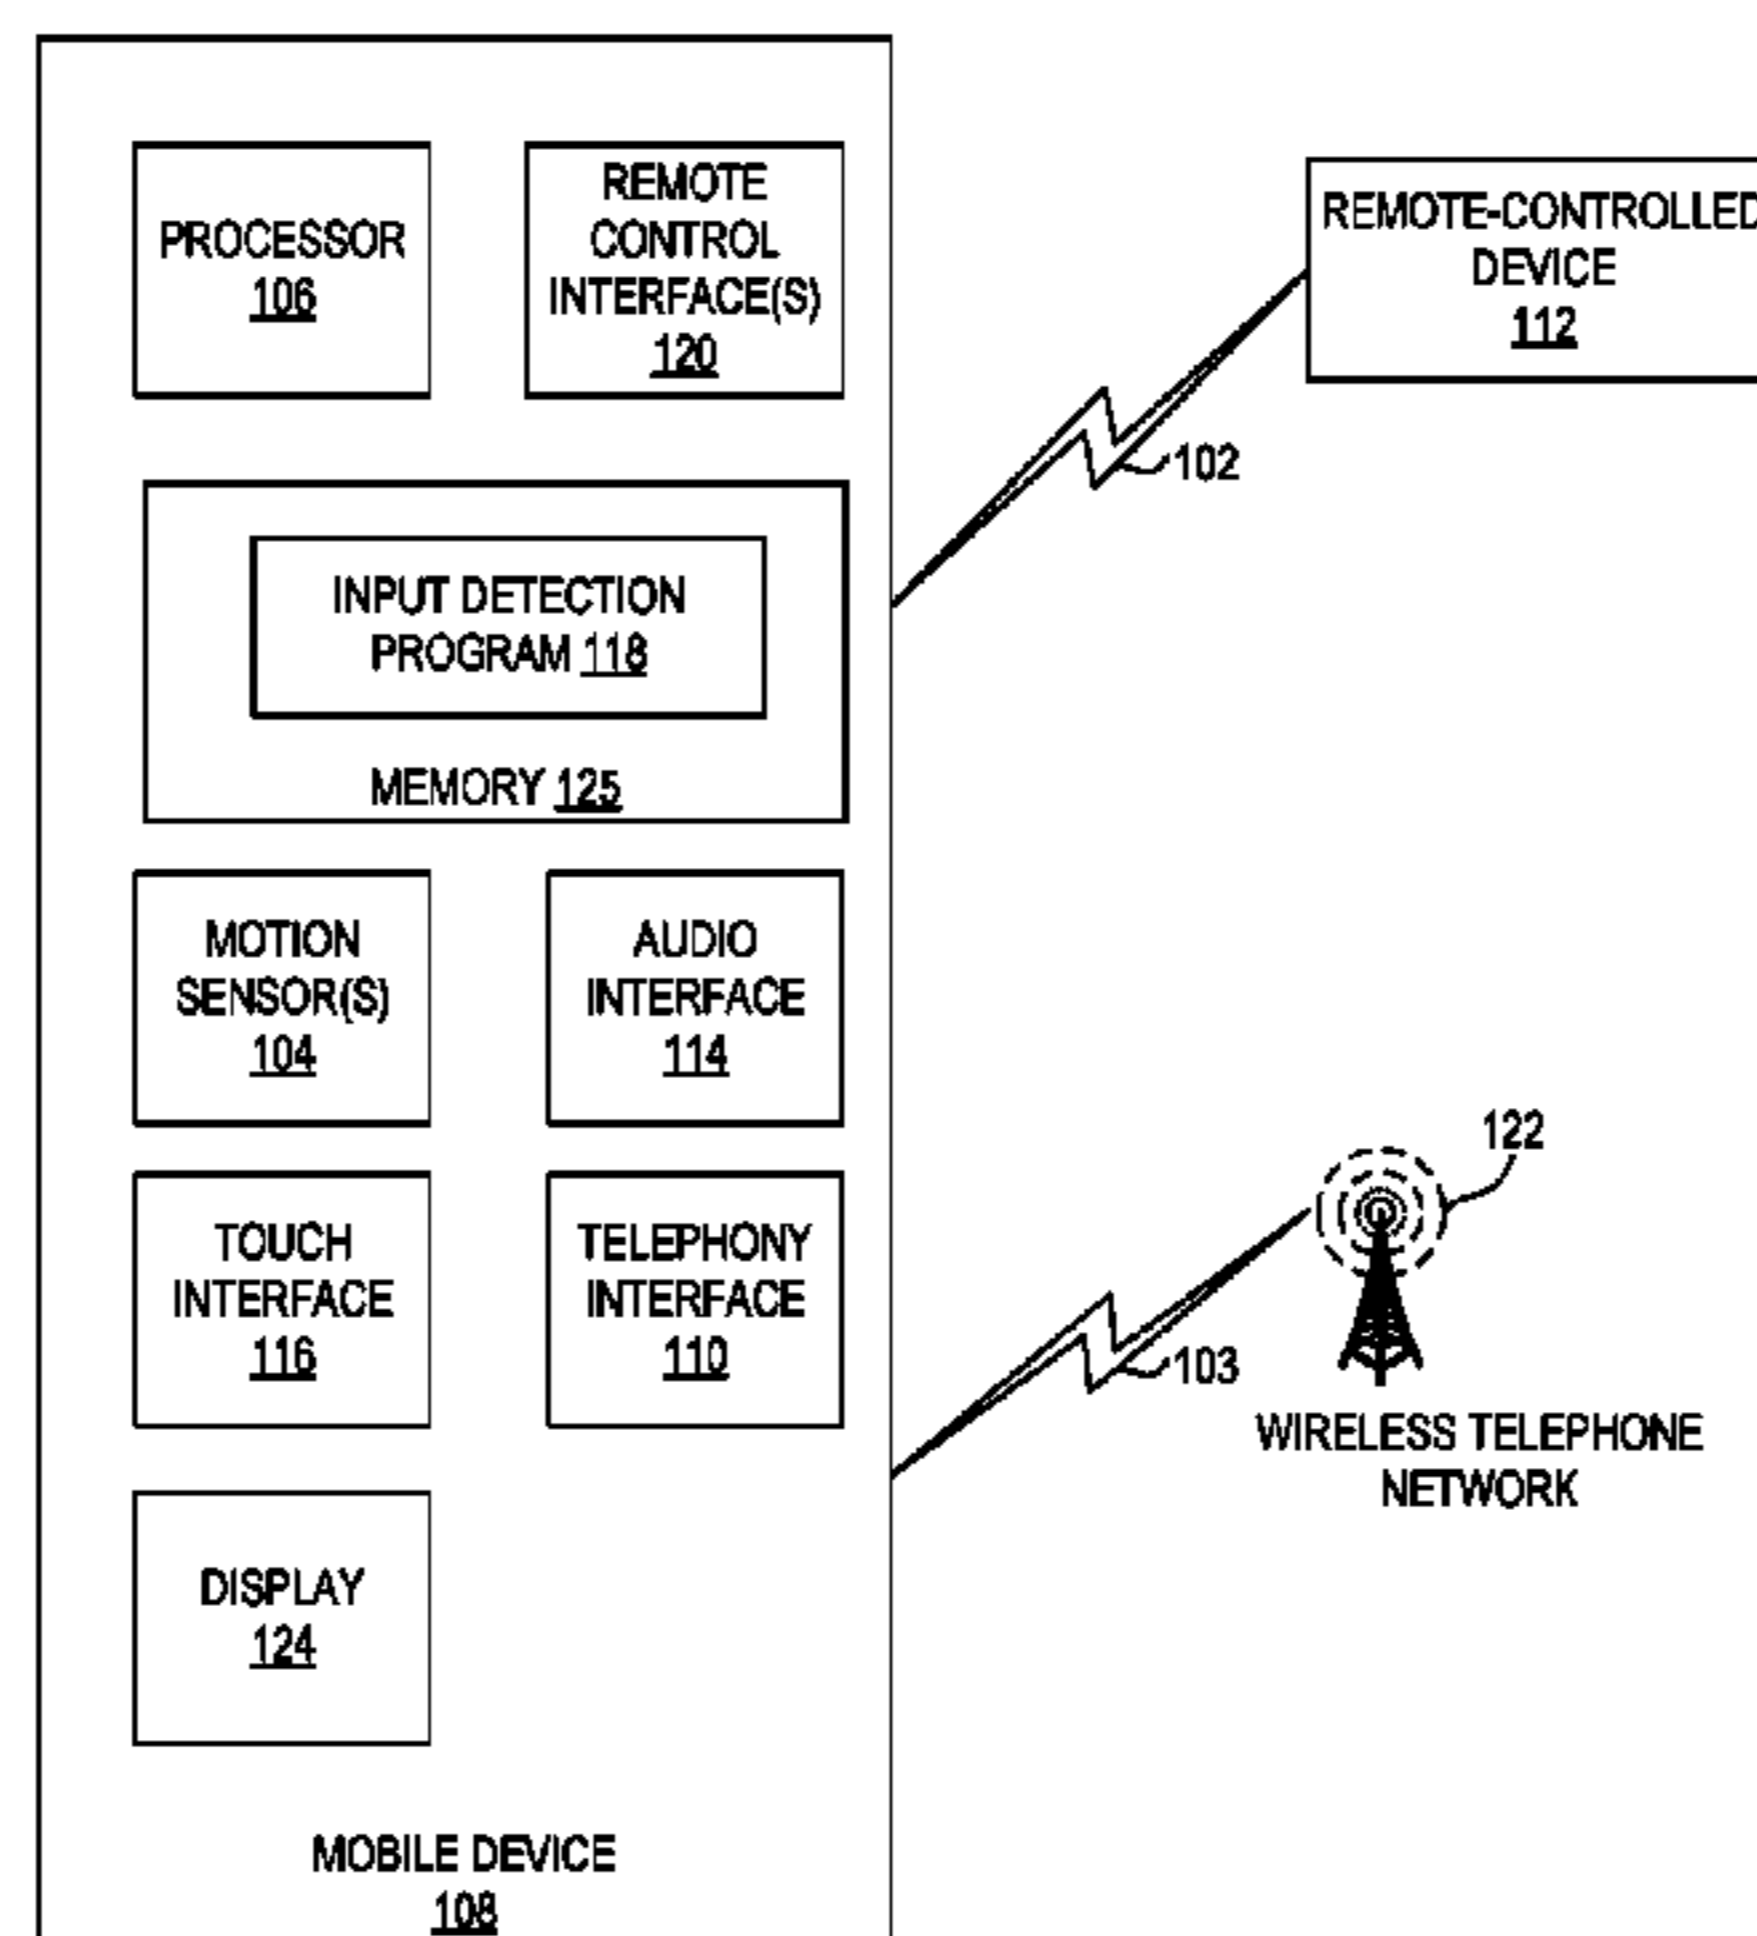 PROCESSOR
106
REMOTE
CONTROL
INTERFACE(S)
120
REMOTE-CONTROLLED
DEVICE
112
102
INPUT DETECTION
PROGRAM 118
MEMORY 125
MOTION
SENSOR(S)
104
AUDIO
INTERFACE
114
122
TOUCH
INTERFACE
116
TELEPHONY
INTERFACE
110
103
WIRELESS TELEPHONE
NETWORK
DISPLAY
124
MOBILE DEVICE
108